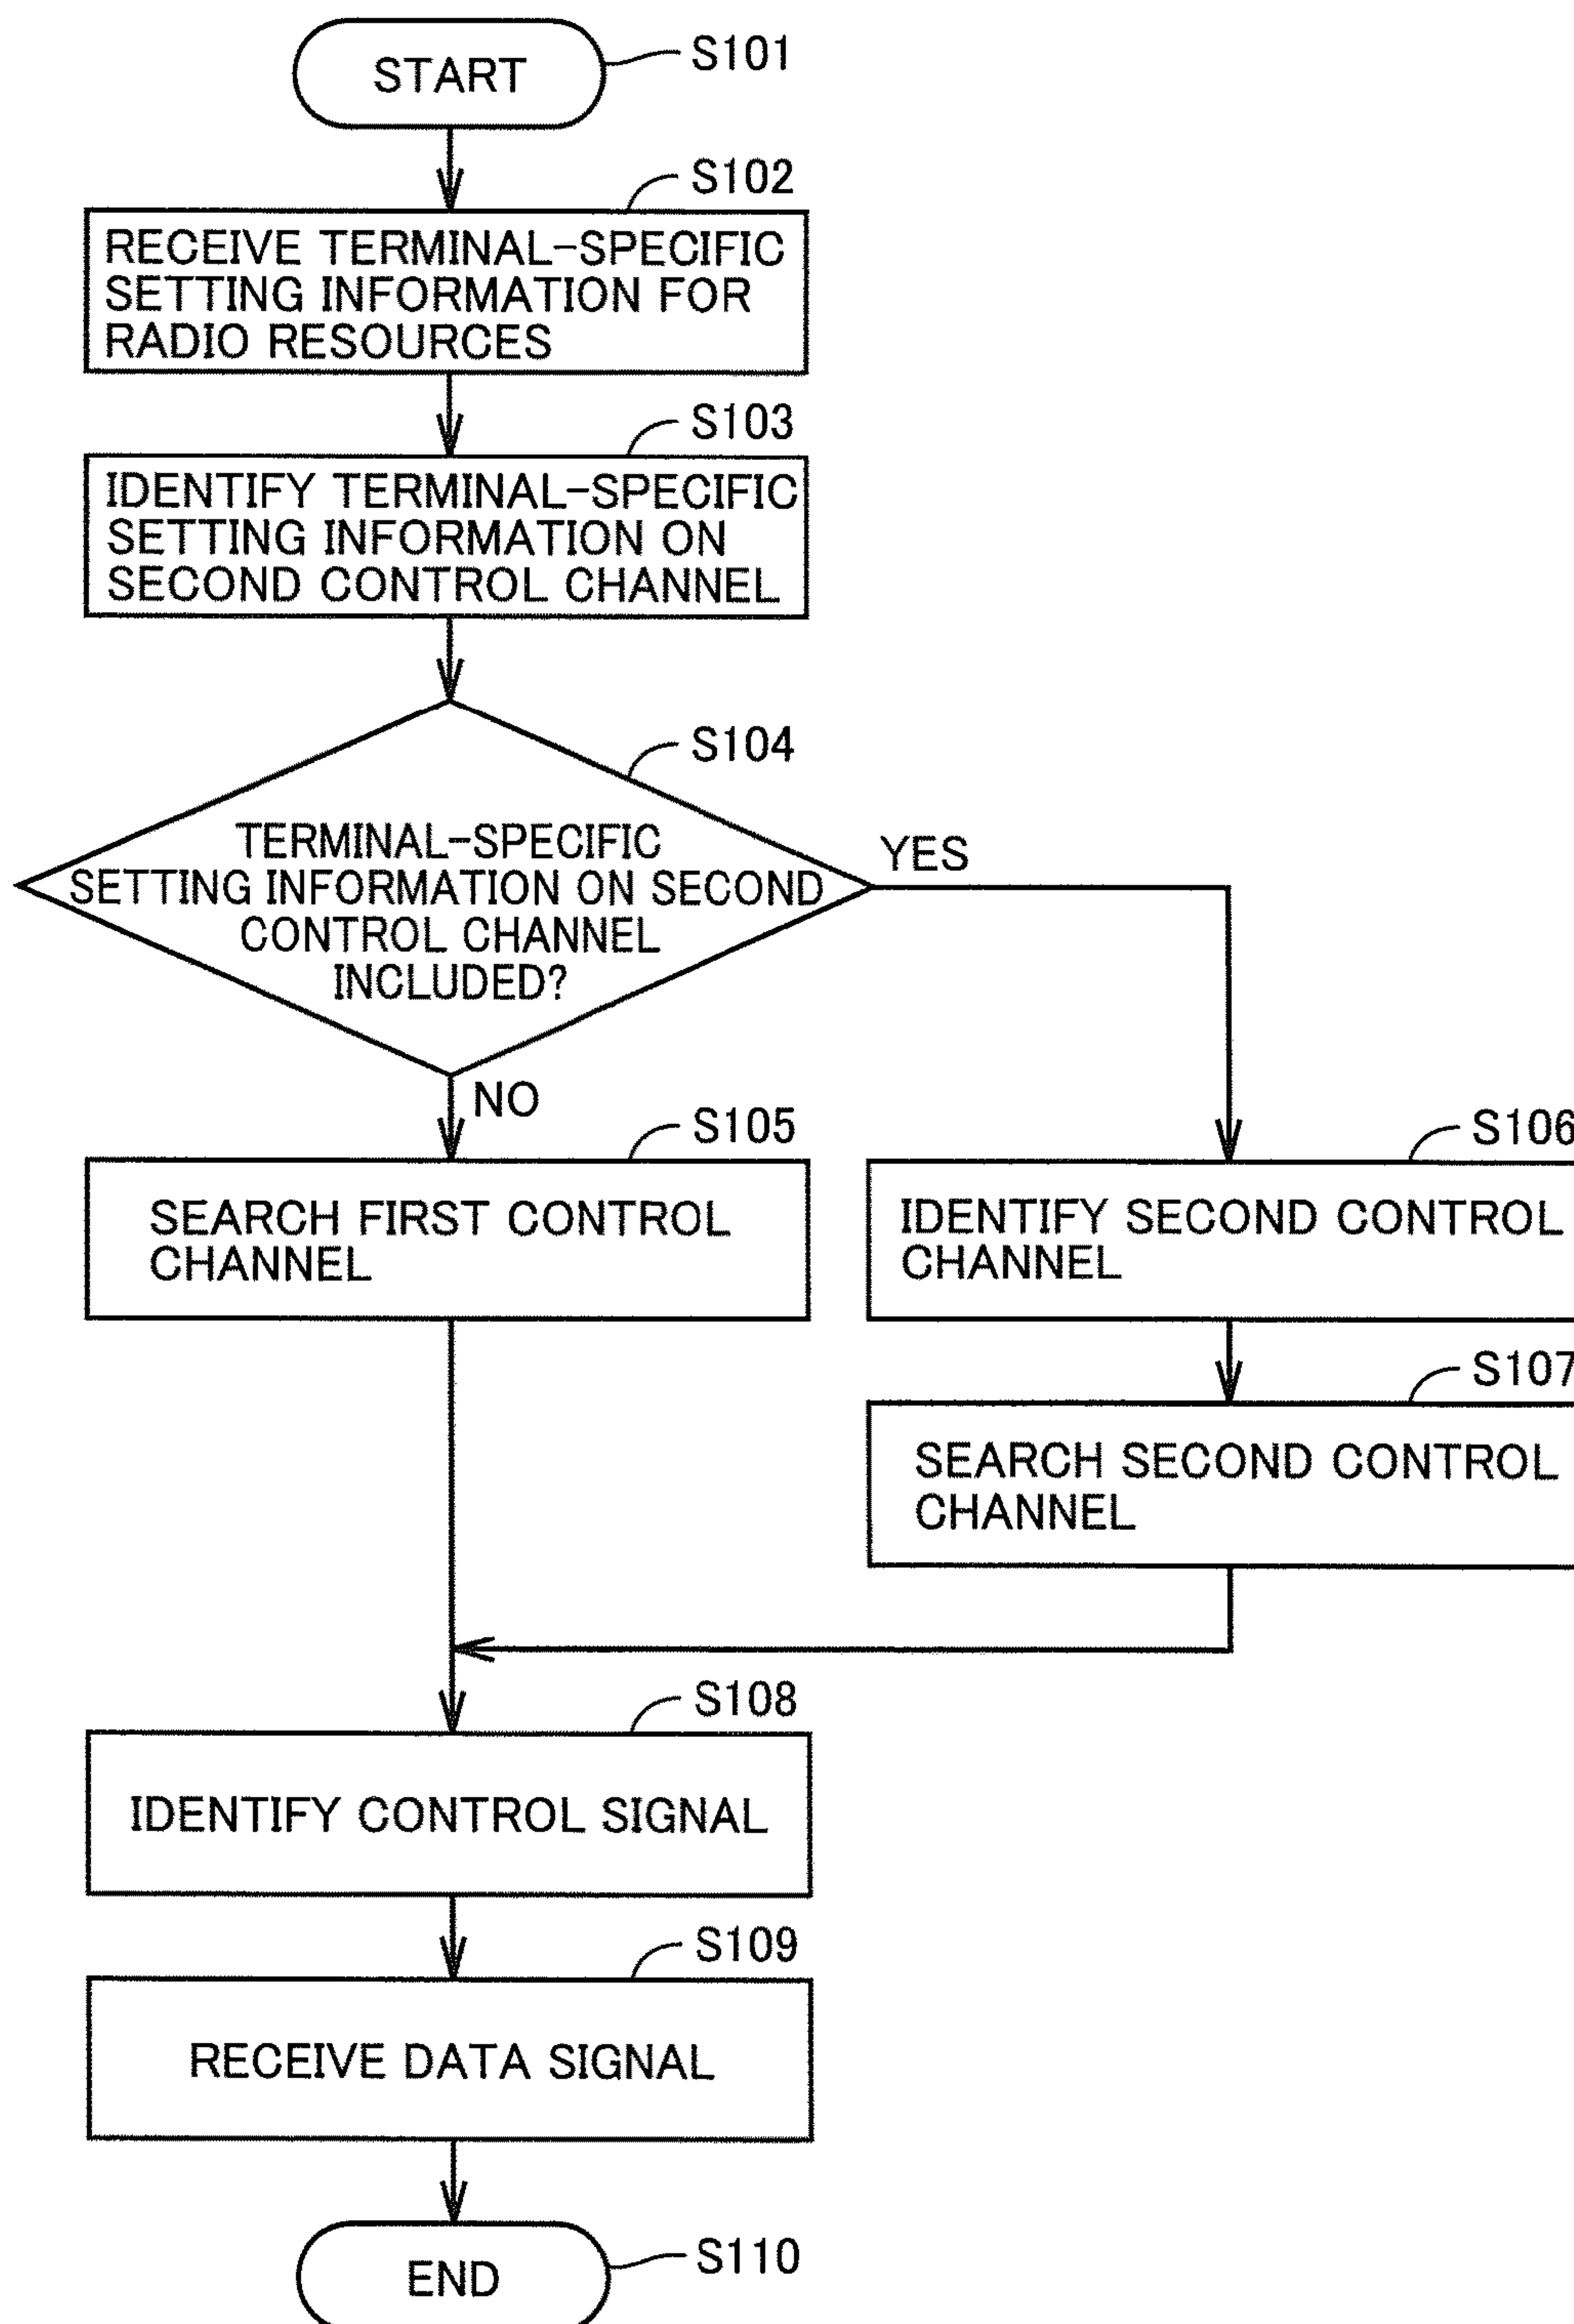 START
S101
S102
RECEIVE TERMINAL-SPECIFIC
SETTING INFORMATION FOR
RADIO RESOURCES
S103
IDENTIFY TERMINAL-SPECIFIC
SETTING INFORMATION ON
SECOND CONTROL CHANNEL
S104
TERMINAL-SPECIFIC
SETTING INFORMATION ON SECOND
CONTROL CHANNEL
INCLUDED?
YES
NO
S105
SEARCH FIRST CONTROL
CHANNEL
S106
IDENTIFY SECOND CONTROL
CHANNEL
S107
SEARCH SECOND CONTROL
CHANNEL
S108
IDENTIFY CONTROL SIGNAL
S109
RECEIVE DATA SIGNAL
END
S110